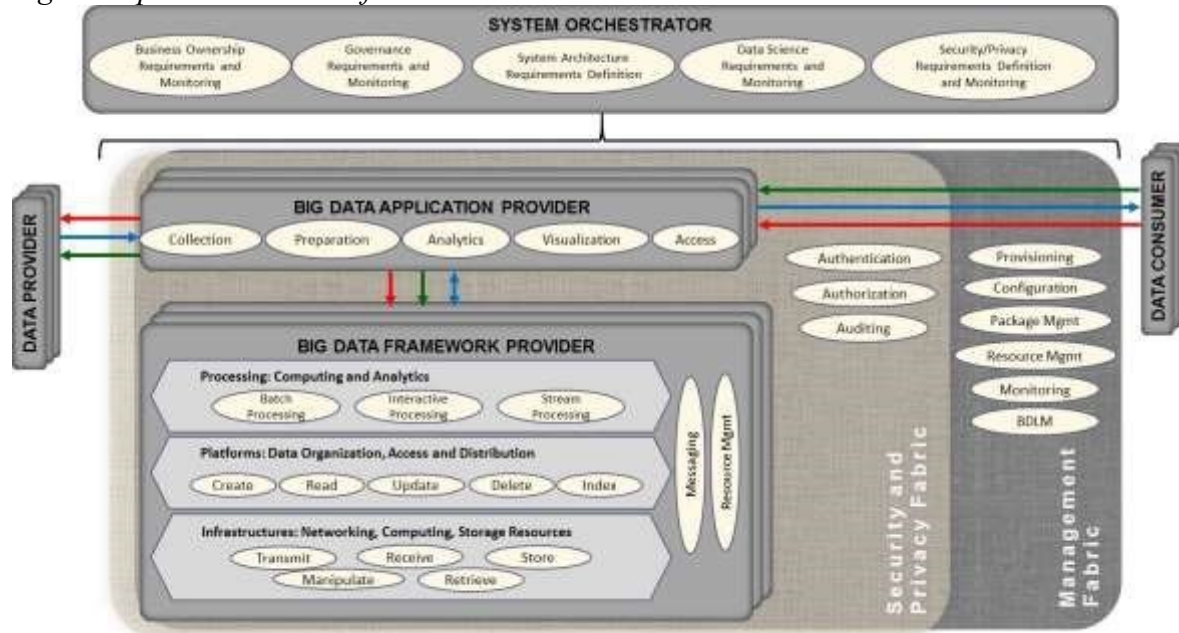 SYSTEM ORCHESTRATOR
Business Ownership
Requirements and
Monitoring
Governance
Requirements and
Monitoring
System Architecture
Requirements Definition
Data Science
Requirements and
Monitoring
Security/Privacy
Requirements Definition
and Monitoring
DATA PROVIDER
BIG DATA APPLICATION PROVIDER
Collection
Preparation
Analytics
Visualization
Access
BIG DATA FRAMEWORK PROVIDER
Processing: Computing and Analytics
Batch
Processing
Interactive
Processing
Stream
Processing
Platforms: Data Organization, Access and Distribution
Create
Read
Update
Delete
Index
Infrastructures: Networking, Computing, Storage Resources
Transmit
Receive
Store
Manipulate
Retrieve
Messaging
Resource Mgmt
Authentication
Authorization
Auditing
Security and
Privacy Fabric
Provisioning
Configuration
Package Mgmt
Resource Mgmt
Monitoring
BDLM
Management
Fabric
DATA CONSUMER